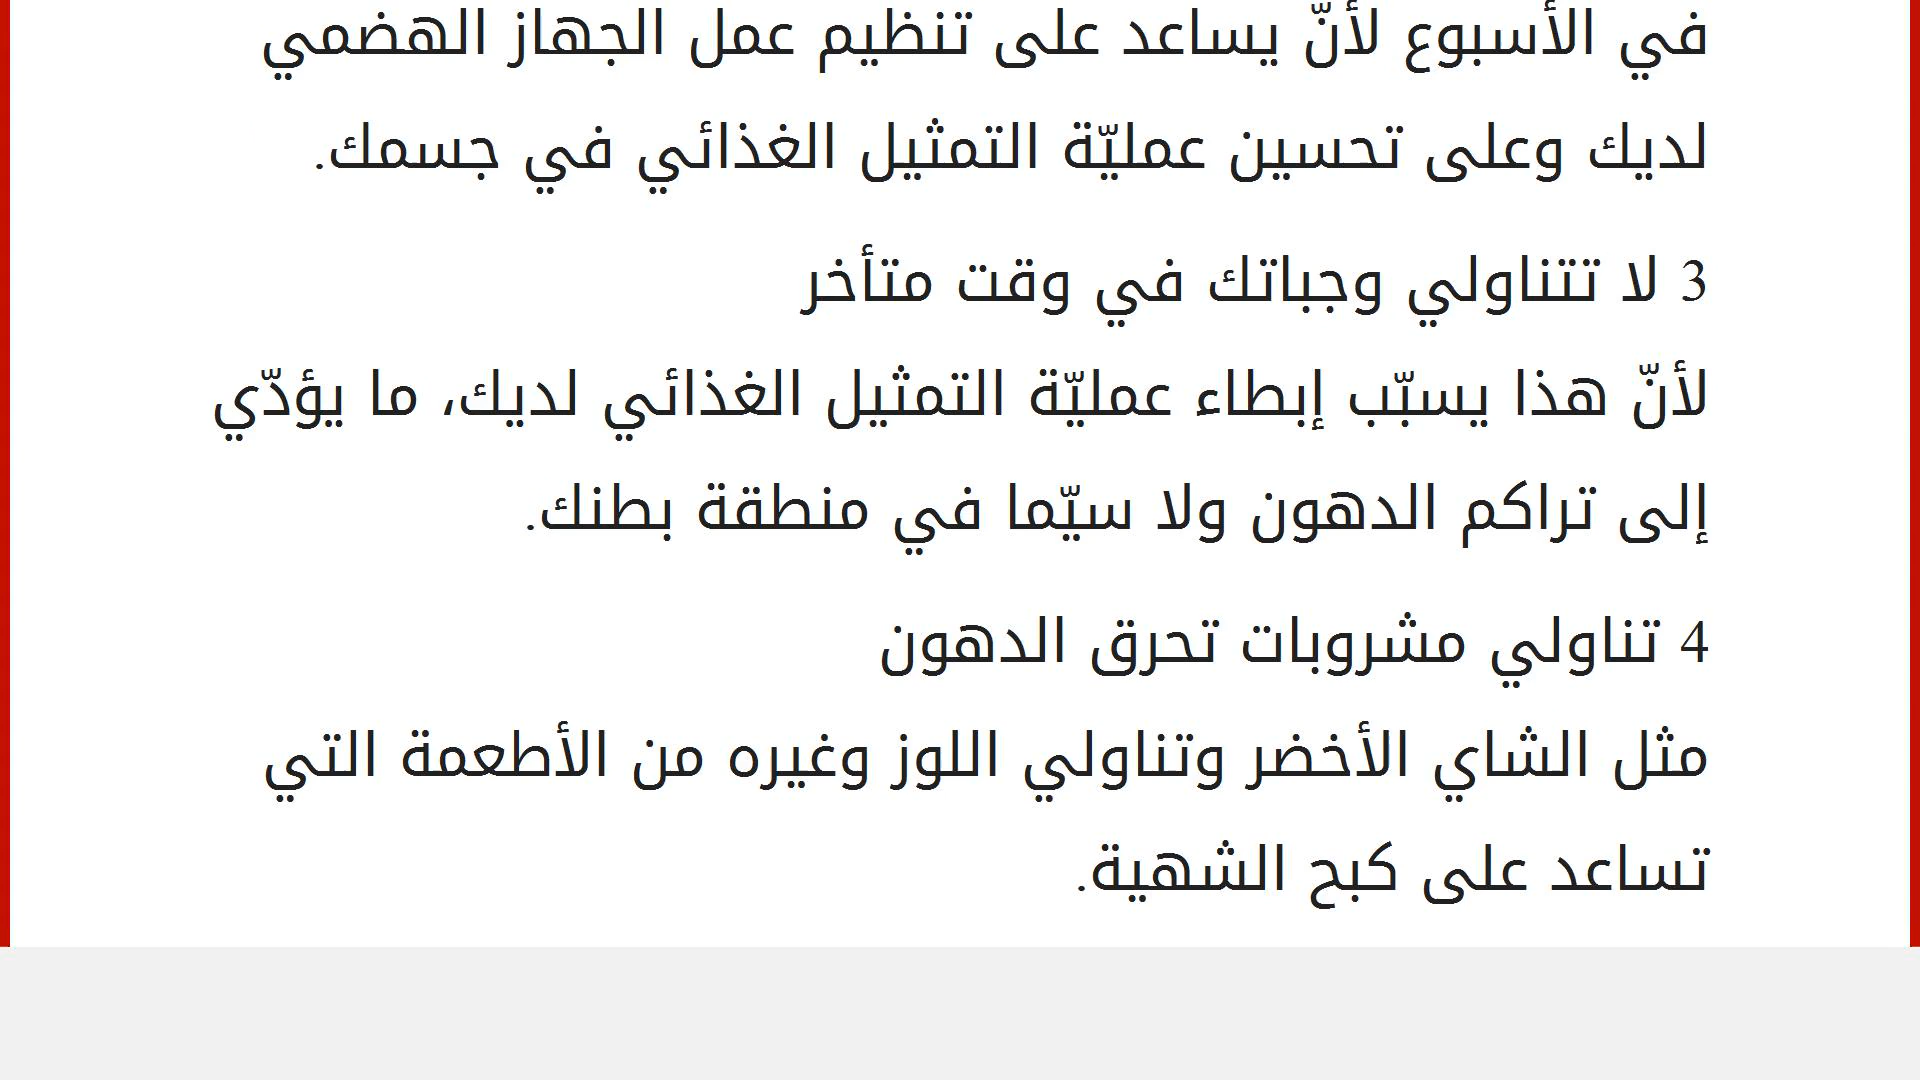 في الأسبوع لأنّ يساعد على تنظيم عمل الجهاز الهضمي
لديك وعلى تحسين عمليّة التمثيل الغذائي في جسمك.
3 لا تتناولي وجباتك في وقت متأخر
لأنّ هذا يسبّب إبطاء عمليّة التمثيل الغذائي لديك، ما يؤدّي
إلى تراكم الدهون ولا سيّما في منطقة بطنك.
4 تناولي مشروبات تحرق الدهون
مثل الشاي الأخضر وتناولي اللوز وغيره من الأطعمة التي
تساعد على كبح الشهية.